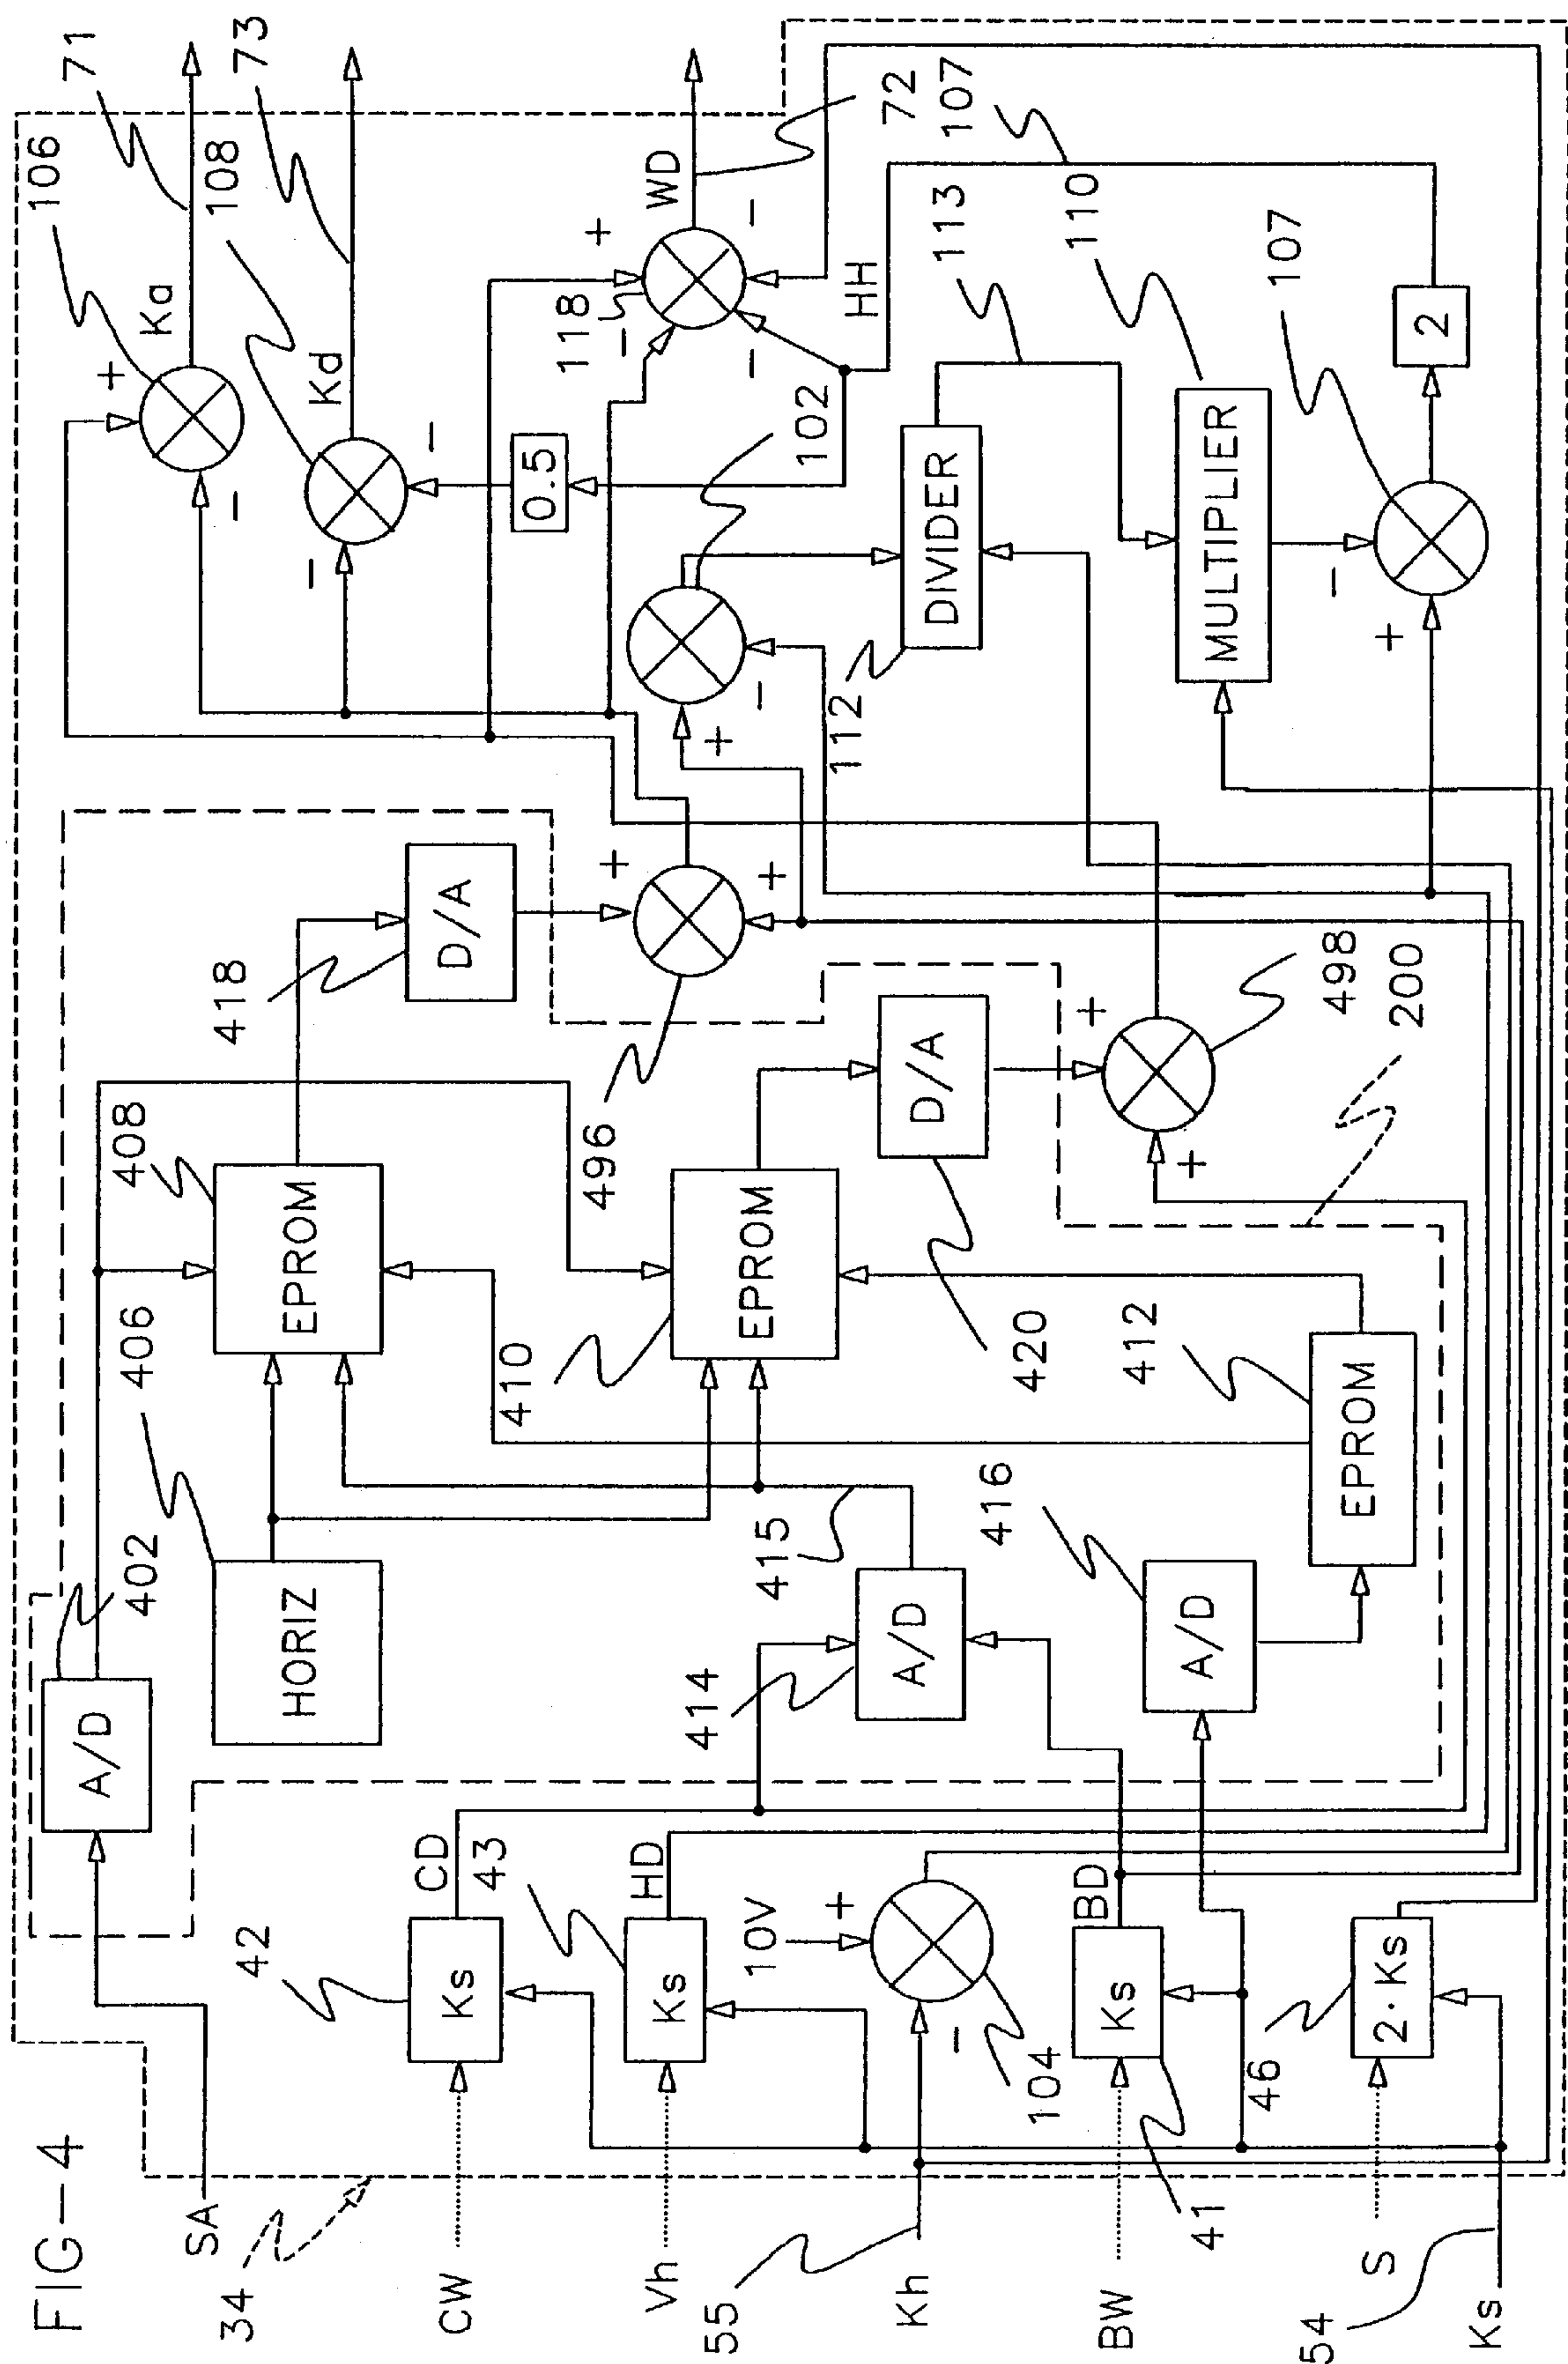 FIG-4
34
SA
CW
Vh
55
Kh
BW
S
54
Ks
A/D
402
HORIZ
406
EPROM
408
418
D/A
42
Ks
CD
43
Ks
HD
10V
+
-
104
Ks
BD
41
46
2·Ks
414
A/D
415
416
A/D
EPROM
412
410
EPROM
420
D/A
496
+
+
498
+
+
200
106
+
-
Ka
71
108
-
-
Kd
73
0.5
118
+
-
-
-
WD
72
HH
107
102
+
-
112
DIVIDER
113
MULTIPLIER
110
107
-
+
2